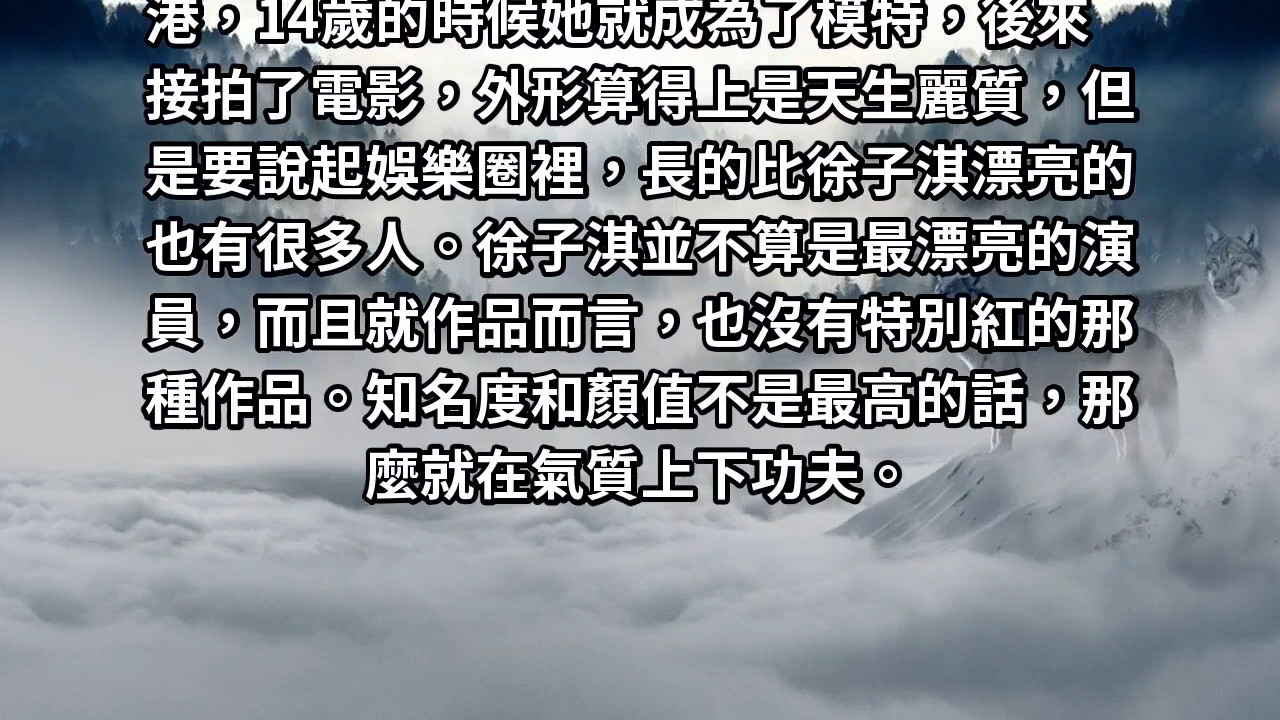 港，14歲的時候她就成為了模特，後來
接拍了電影，外形算得上是天生麗質，但
是要說起娛樂圈裡，長的比徐子淇漂亮的
也有很多人。徐子淇並不算是最漂亮的演
員，而且就作品而言，也沒有特別紅的那
種作品。知名度和顏值不是最高的話，那
麼就在氣質上下功夫。